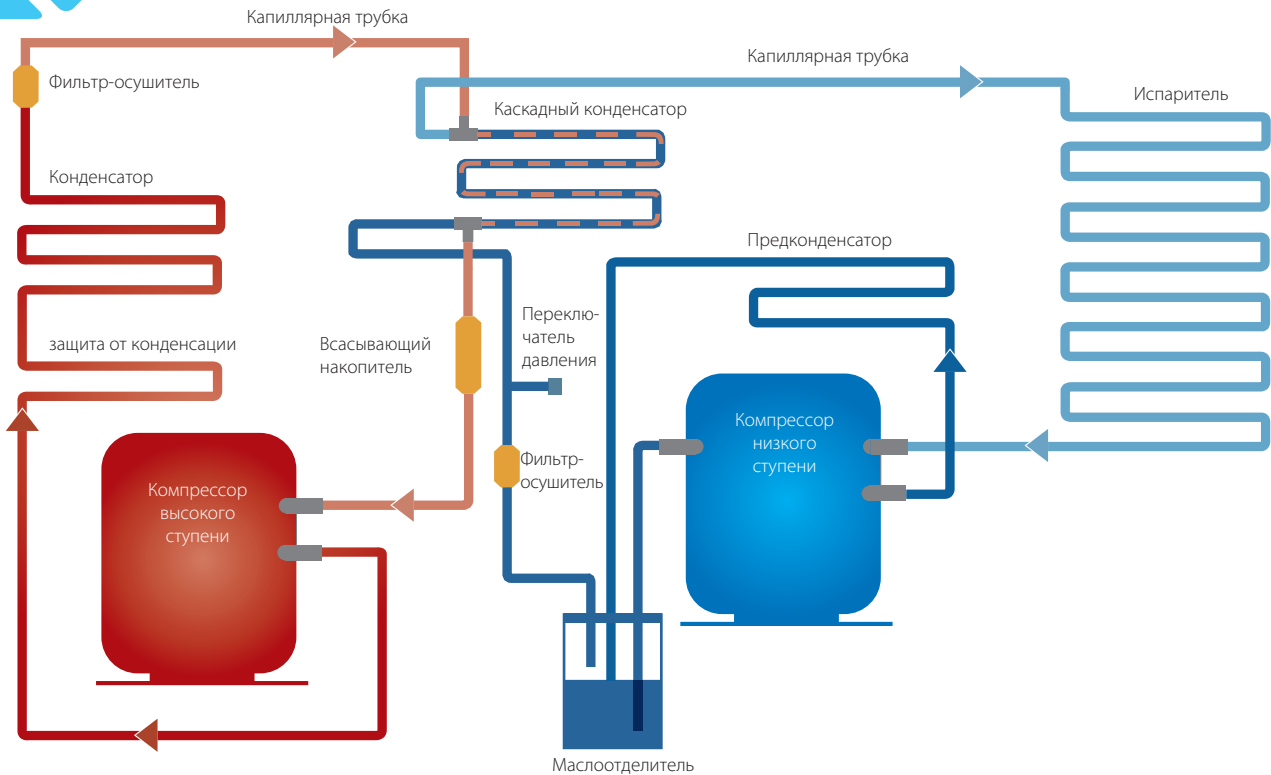 Капиллярная трубка
Фильтр-осушитель
Капиллярная трубка
Испаритель
Каскадный конденсатор
Конденсатор
Предконденсатор
защита от конденсации
Всасывающий
накопитель
Переклю-
чатель
давления
Компрессор
низкого
ступени
Фильтр-
осушитель
Компрессор
высокого
ступени
Маслоотделитель